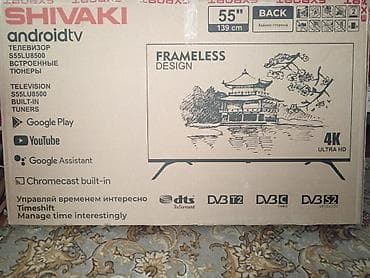 SHIVAKI
55"
139 cm
BACK
androidtv
ТЕЛЕВИЗОР
S55LU8500
ВСТРОЕННЫЕ
ТЮНЕРЫ
TELEVISION
S55LU8500
BUILT-IN
TUNERS
Google Play
YouTube
Google Assistant
Chromecast built-in
Управляй временем интересно
Timeshift
Manage time interestingly
FRAMELESS
DESIGN
4K
ULTRA HD
dts
TruSurround
DVB T2
DVB C
DVB S2